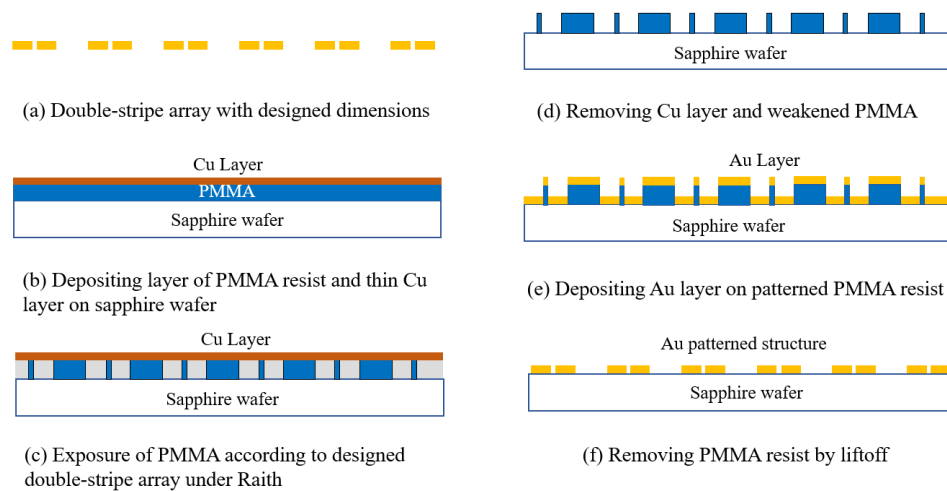 (a) Double-stripe array with designed dimensions
Cu Layer
PMMA
Sapphire wafer
(b) Depositing layer of PMMA resist and thin Cu
layer on sapphire wafer
Cu Layer
Sapphire wafer
(c) Exposure of PMMA according to designed
double-stripe array under Raith
Sapphire wafer
(d) Removing Cu layer and weakened PMMA
Au Layer
Sapphire wafer
(e) Depositing Au layer on patterned PMMA resist
Au patterned structure
Sapphire wafer
(f) Removing PMMA resist by liftoff